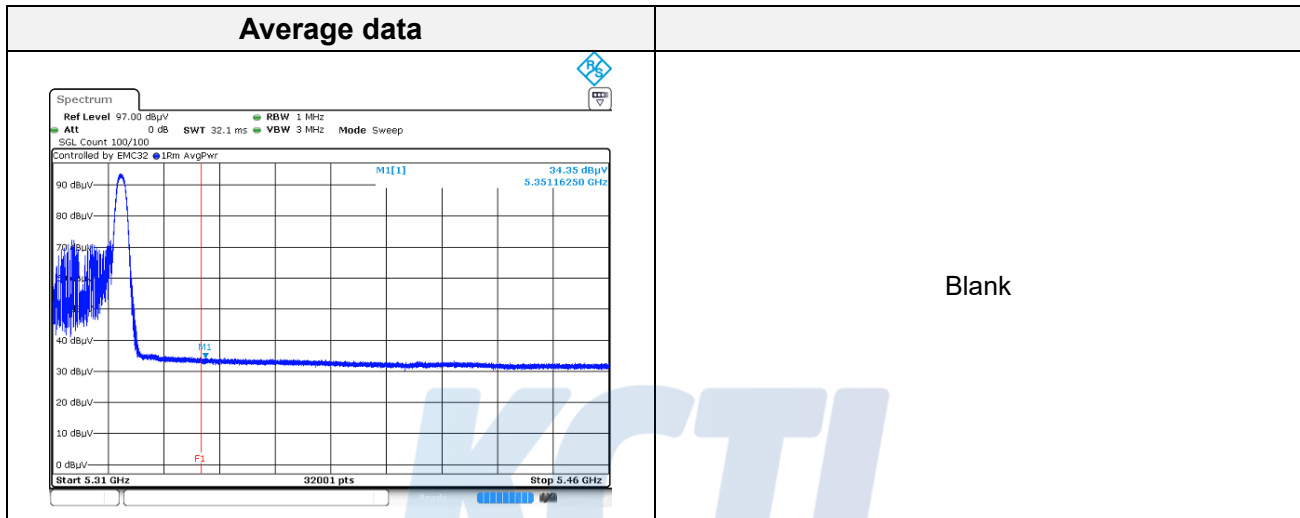 Average data
R/S
Spectrum
Ref Level 97.00 dBµV RBW 1 MHz
Att 0 dB SWT 32.1 ms VBW 3 MHz Mode Sweep
SGL Count 100/100
Controlled by EMC32 1Rm AvgPwr
M1[1] 34.35 dBµV
5.35116250 GHz
90 dBµV
80 dBµV
70 dBµV
40 dBµV
M1
30 dBµV
20 dBµV
10 dBµV
F1
0 dBµV
Start 5.31 GHz 32001 pts Stop 5.46 GHz
Blank
KCTL